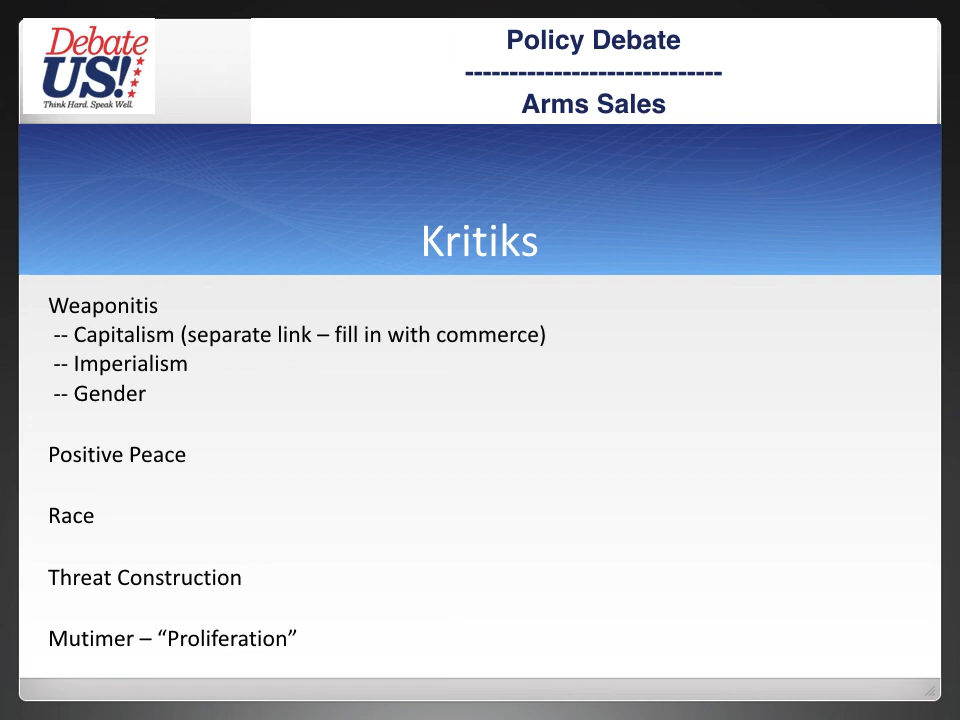 Debate
US!
Think Hard. Speak Well.
Policy Debate
-----------------------------
Arms Sales
Kritiks
Weaponitis
-- Capitalism (separate link – fill in with commerce)
-- Imperialism
-- Gender
Positive Peace
Race
Threat Construction
Mutimer – “Proliferation”